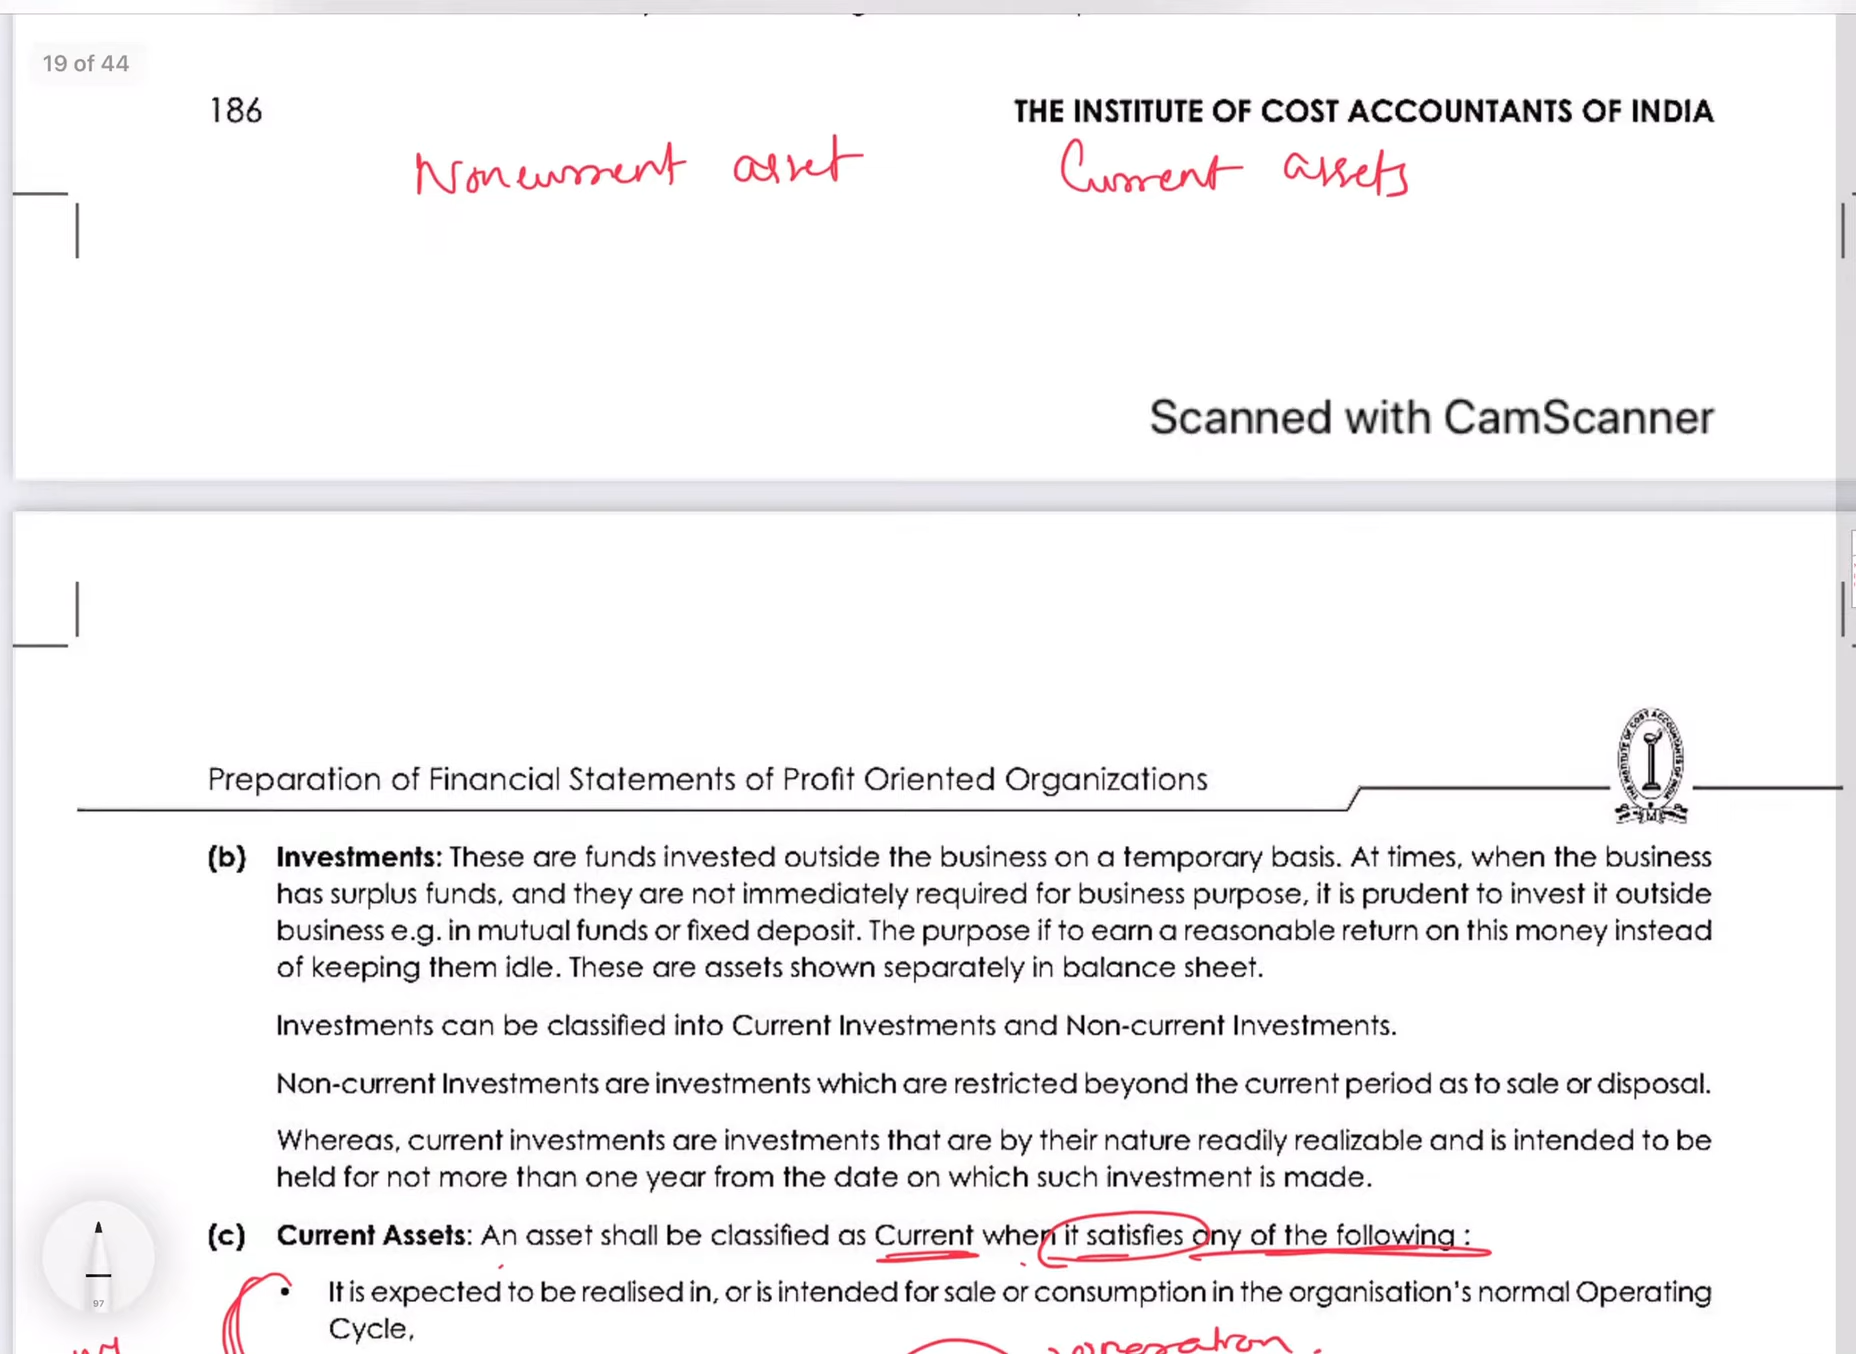 19 of 44
186
THE INSTITUTE OF COST ACCOUNTANTS OF INDIA
Noncurrent asset
Current assets
Scanned with CamScanner
Preparation of Financial Statements of Profit Oriented Organizations
(b) Investments: These are funds invested outside the business on a temporary basis. At times, when the business
has surplus funds, and they are not immediately required for business purpose, it is prudent to invest it outside
business e.g. in mutual funds or fixed deposit. The purpose if to earn a reasonable return on this money instead
of keeping them idle. These are assets shown separately in balance sheet.
Investments can be classified into Current Investments and Non-current Investments.
Non-current Investments are investments which are restricted beyond the current period as to sale or disposal.
Whereas, current investments are investments that are by their nature readily realizable and is intended to be
held for not more than one year from the date on which such investment is made.
(c) Current Assets: An asset shall be classified as Current when it satisfies any of the following :
• It is expected to be realised in, or is intended for sale or consumption in the organisation's normal Operating
Cycle,
97